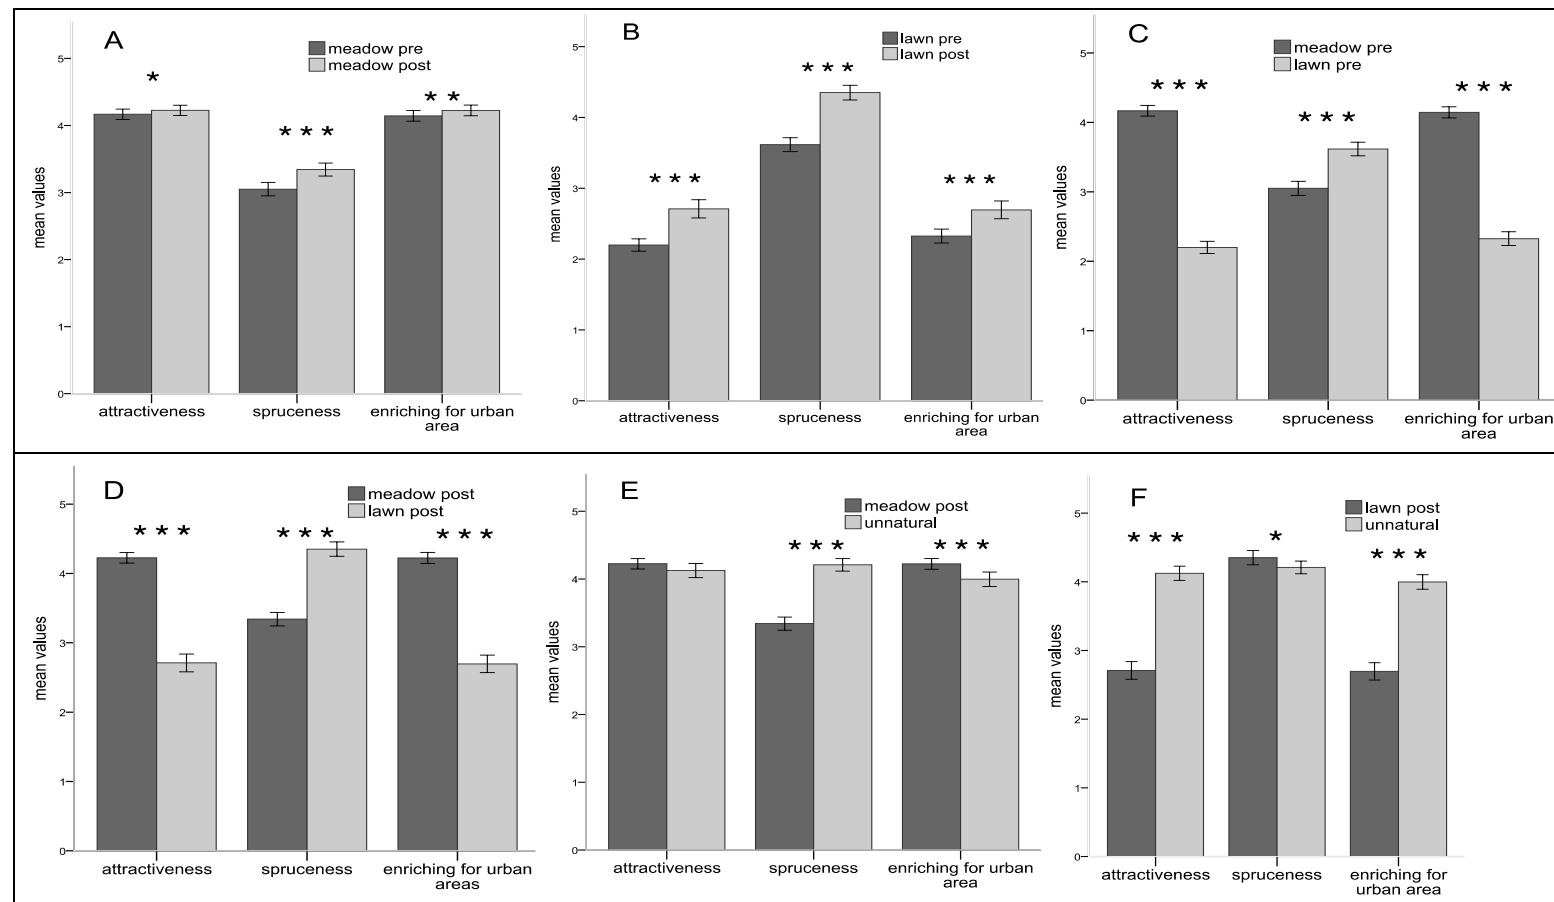 A
meadow pre
meadow post
mean values
5
4
3
2
1
0
*
* * *
* *
attractiveness
spruceness
enriching for urban
area
B
lawn pre
lawn post
mean values
5
4
3
2
1
0
* * *
* * *
* * *
attractiveness
spruceness
enriching for urban
area
C
meadow pre
lawn pre
mean values
5
4
3
2
1
0
* * *
* * *
* * *
attractiveness
spruceness
enriching for urban
area
D
meadow post
lawn post
mean values
5
4
3
2
1
0
* * *
* * *
* * *
attractiveness
spruceness
enriching for urban
areas
E
meadow post
unnatural
mean values
5
4
3
2
1
0
* * *
* * *
attractiveness
spruceness
enriching for urban
area
F
lawn post
unnatural
mean values
5
4
3
2
1
0
* * *
*
* * *
attractiveness
spruceness
enriching for
urban area